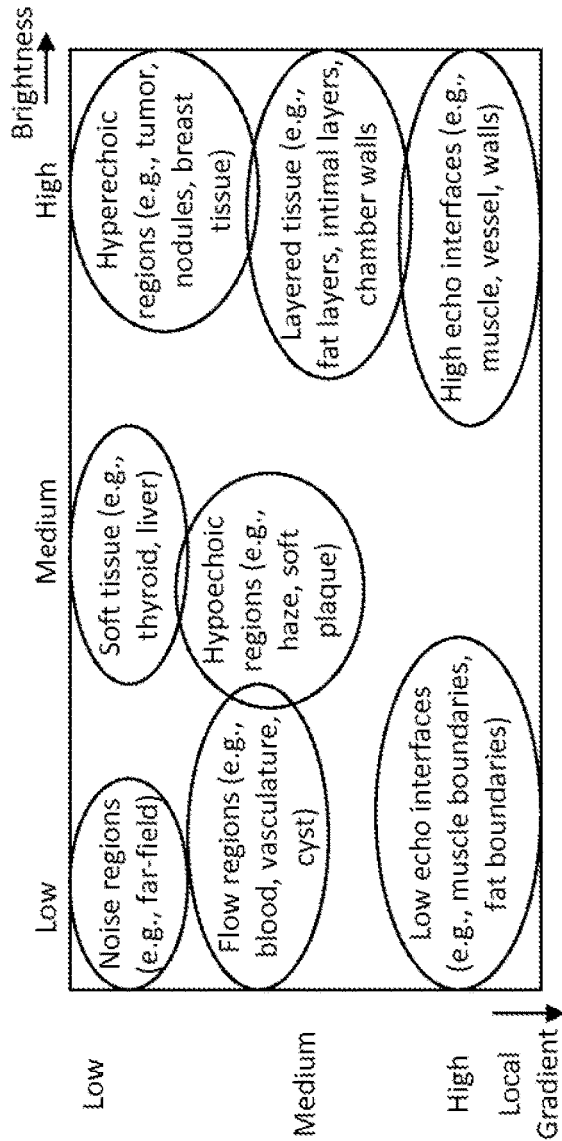 Brightness
Low
Medium
High
Low
Medium
High
Local
Gradient
Noise regions
(e.g., far-field)
Soft tissue (e.g.,
thyroid, liver)
Hyperechoic
regions (e.g., tumor,
nodules, breast
tissue)
Flow regions (e.g.,
blood, vasculature,
cyst)
Hypoechoic
regions (e.g.,
haze, soft
plaque)
Layered tissue (e.g.,
fat layers, intimal layers,
chamber walls
Low echo interfaces
(e.g., muscle boundaries,
fat boundaries)
High echo interfaces (e.g.,
muscle, vessel, walls)